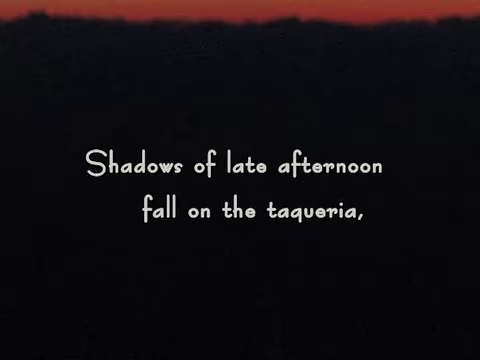 Shadows of late afternoon
fall on the taqueria,